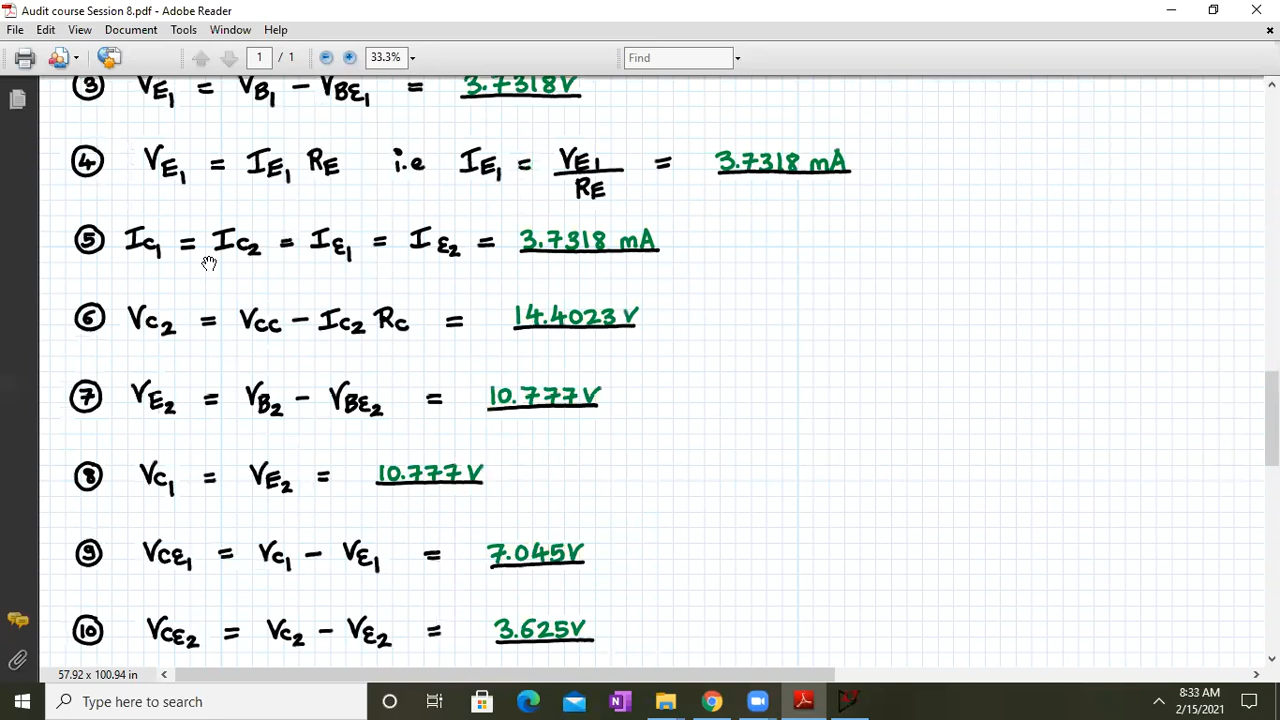 Audit course Session 8.pdf - Adobe Reader
File Edit View Document Tools Window Help
1 / 1 33.3% Find
③ VE1 = VB1 - VBE1 = 3.7318V
④ VE1 = IE1 RE i.e IE1 = VE1 / RE = 3.7318 mA
⑤ IC1 = IC2 = IE1 = IE2 = 3.7318 mA
⑥ VC2 = VCC - IC2 RC = 14.4023 V
⑦ VE2 = VB2 - VBE2 = 10.777V
⑧ VC1 = VE2 = 10.777V
⑨ VCE1 = VC1 - VE1 = 7.045V
⑩ VCE2 = VC2 - VE2 = 3.625V
57.92 x 100.94 in
Type here to search
8:33 AM
2/15/2021